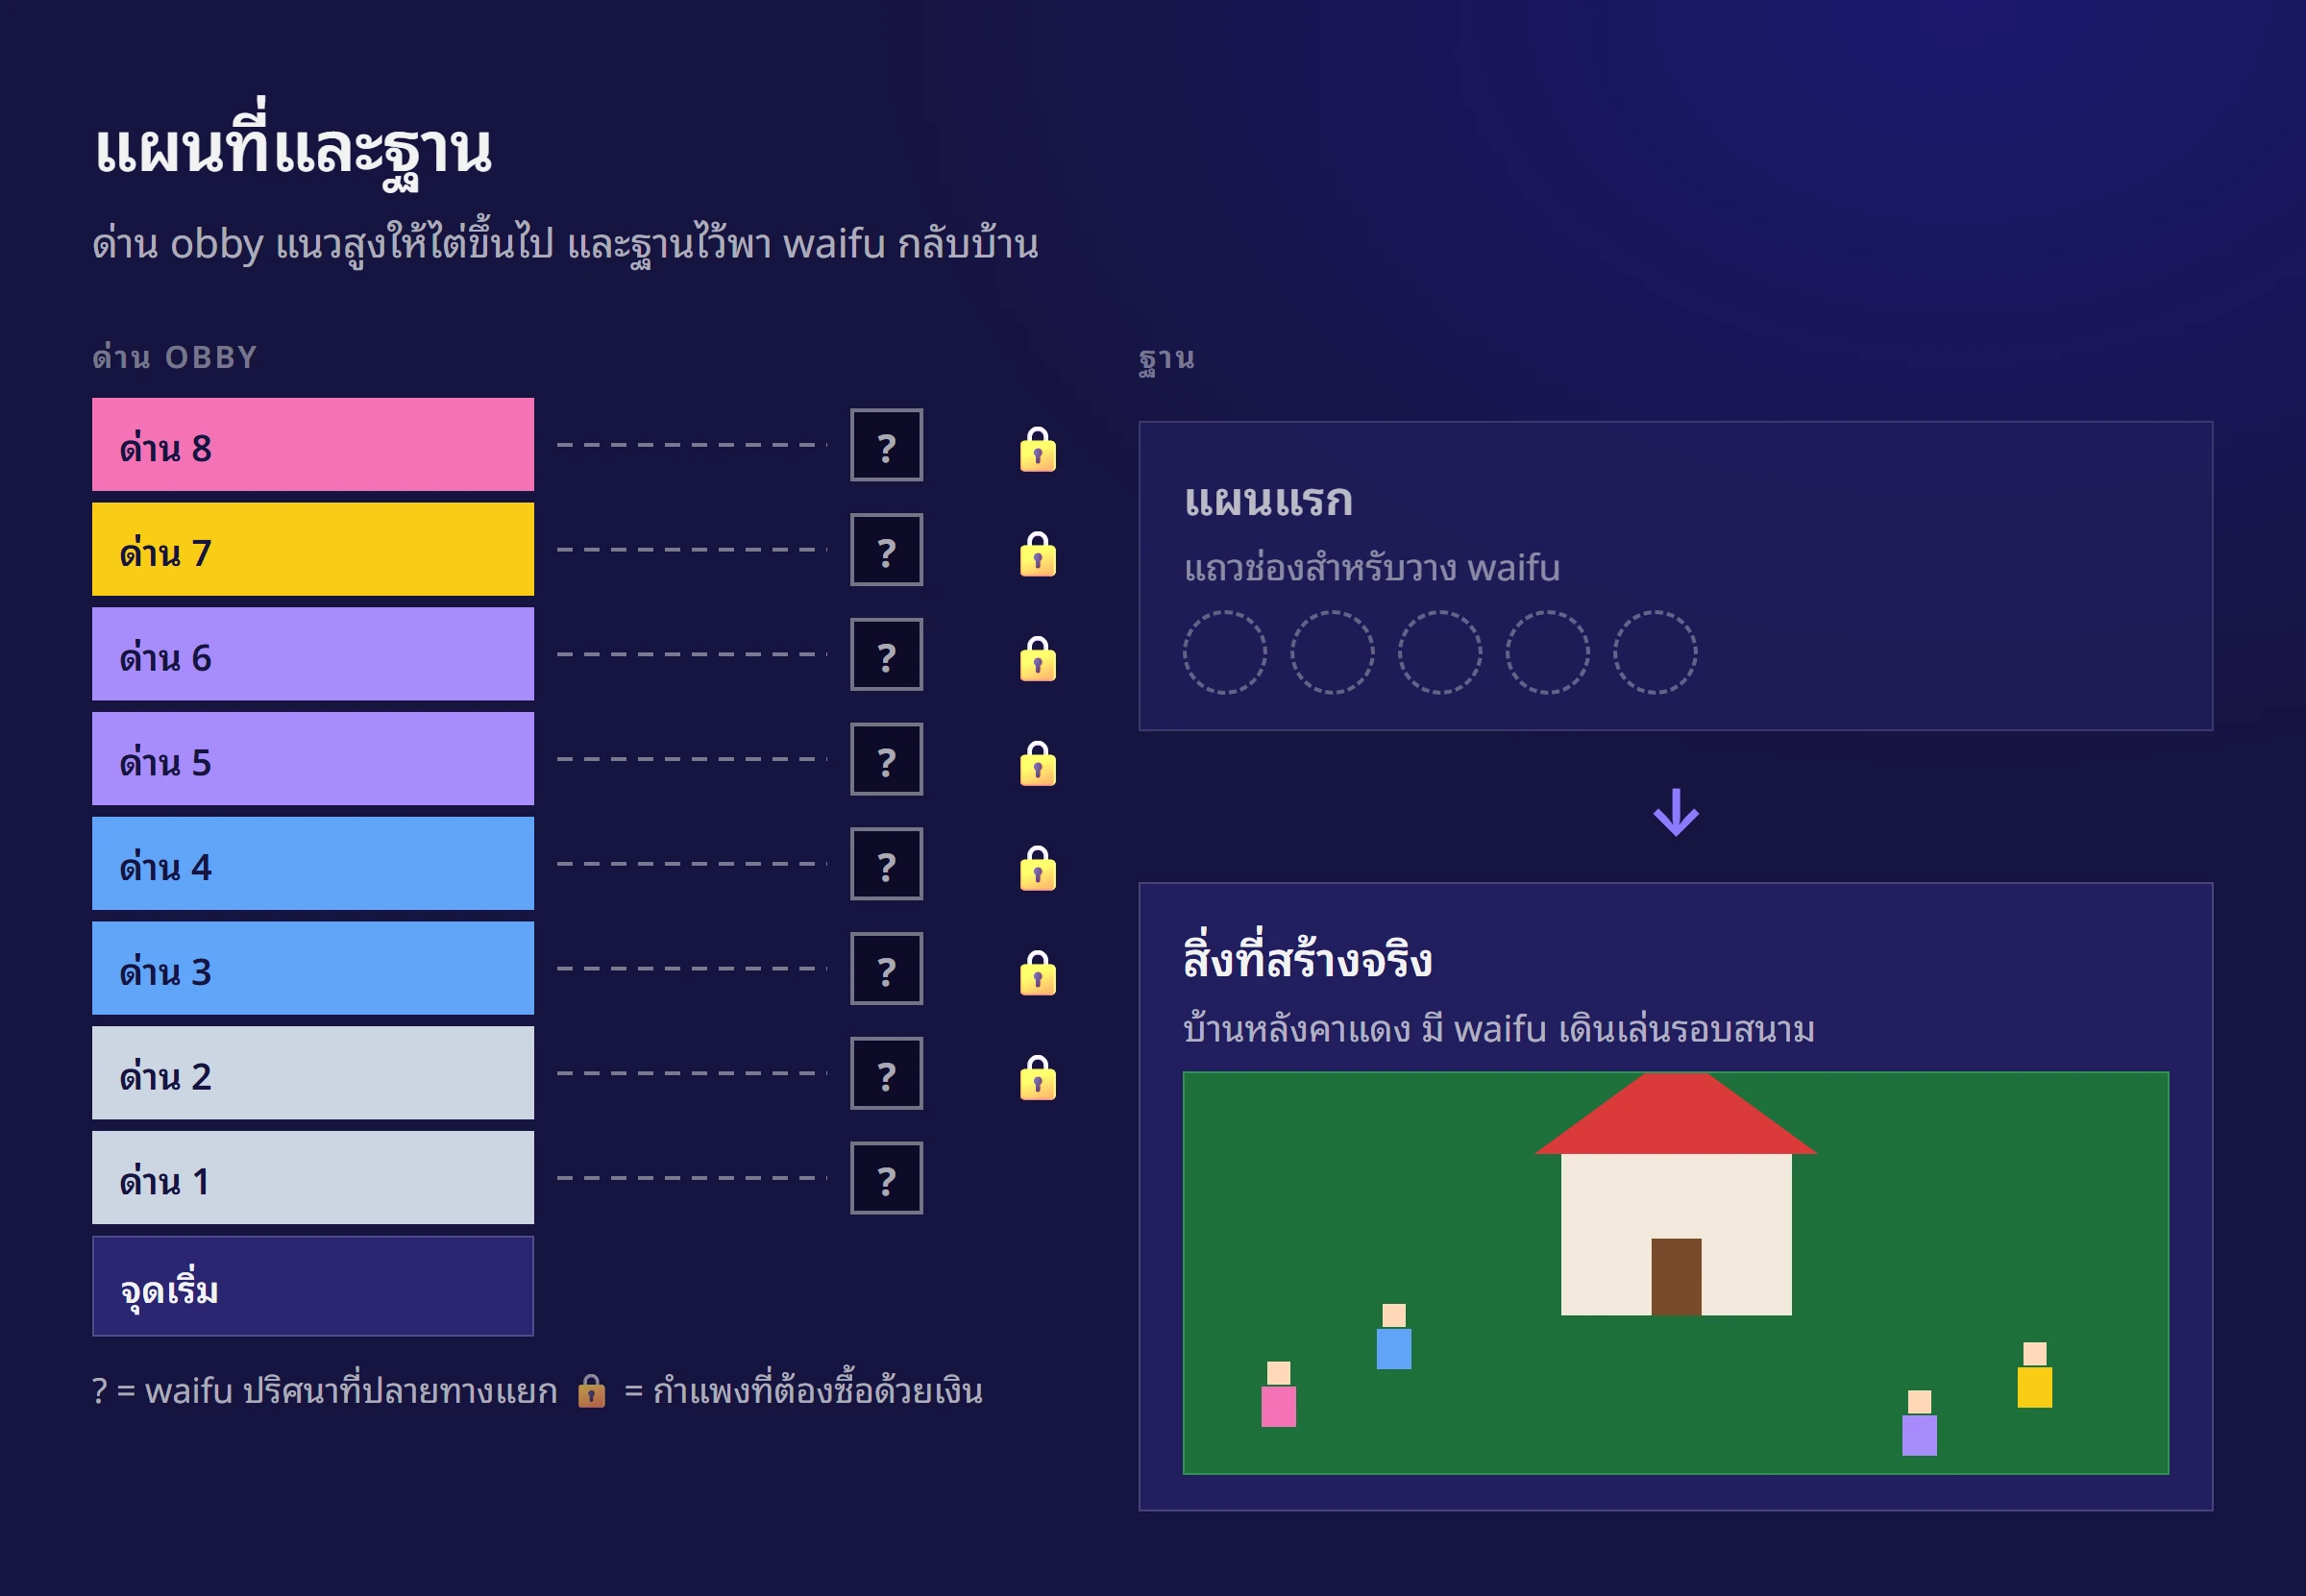 แผนที่และฐาน
ด่าน obby แนวสูงให้ไต่ขึ้นไป และฐานไว้พา waifu กลับบ้าน
ด่าน OBBY
ด่าน 8 ?
ด่าน 7 ?
ด่าน 6 ?
ด่าน 5 ?
ด่าน 4 ?
ด่าน 3 ?
ด่าน 2 ?
ด่าน 1 ?
จุดเริ่ม
? = waifu ปริศนาที่ปลายทางแยก 🔒 = กำแพงที่ต้องซื้อด้วยเงิน
ฐาน
แผนแรก
แถวช่องสำหรับวาง waifu
สิ่งที่สร้างจริง
บ้านหลังคาแดง มี waifu เดินเล่นรอบสนาม